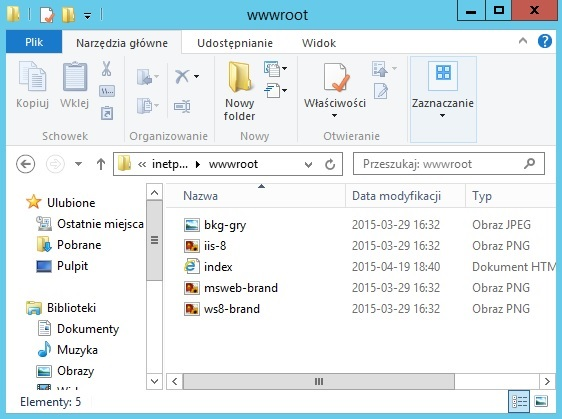 wwwroot
Plik Narzędzia główne Udostępnianie Widok
Kopiuj Wklej Nowy folder Właściwości Zaznaczanie
Schowek Organizowanie Nowy Otwieranie
« inetp... wwwroot Przeszukaj: wwwroot
Ulubione
Ostatnie miejsca
Pobrane
Pulpit
Biblioteki
Dokumenty
Muzyka
Obrazy
Nazwa Data modyfikacji Typ
bkg-gry 2015-03-29 16:32 Obraz JPEG
iis-8 2015-03-29 16:32 Obraz PNG
index 2015-04-19 18:40 Dokument HTM
msweb-brand 2015-03-29 16:32 Obraz PNG
ws8-brand 2015-03-29 16:32 Obraz PNG
Elementy: 5